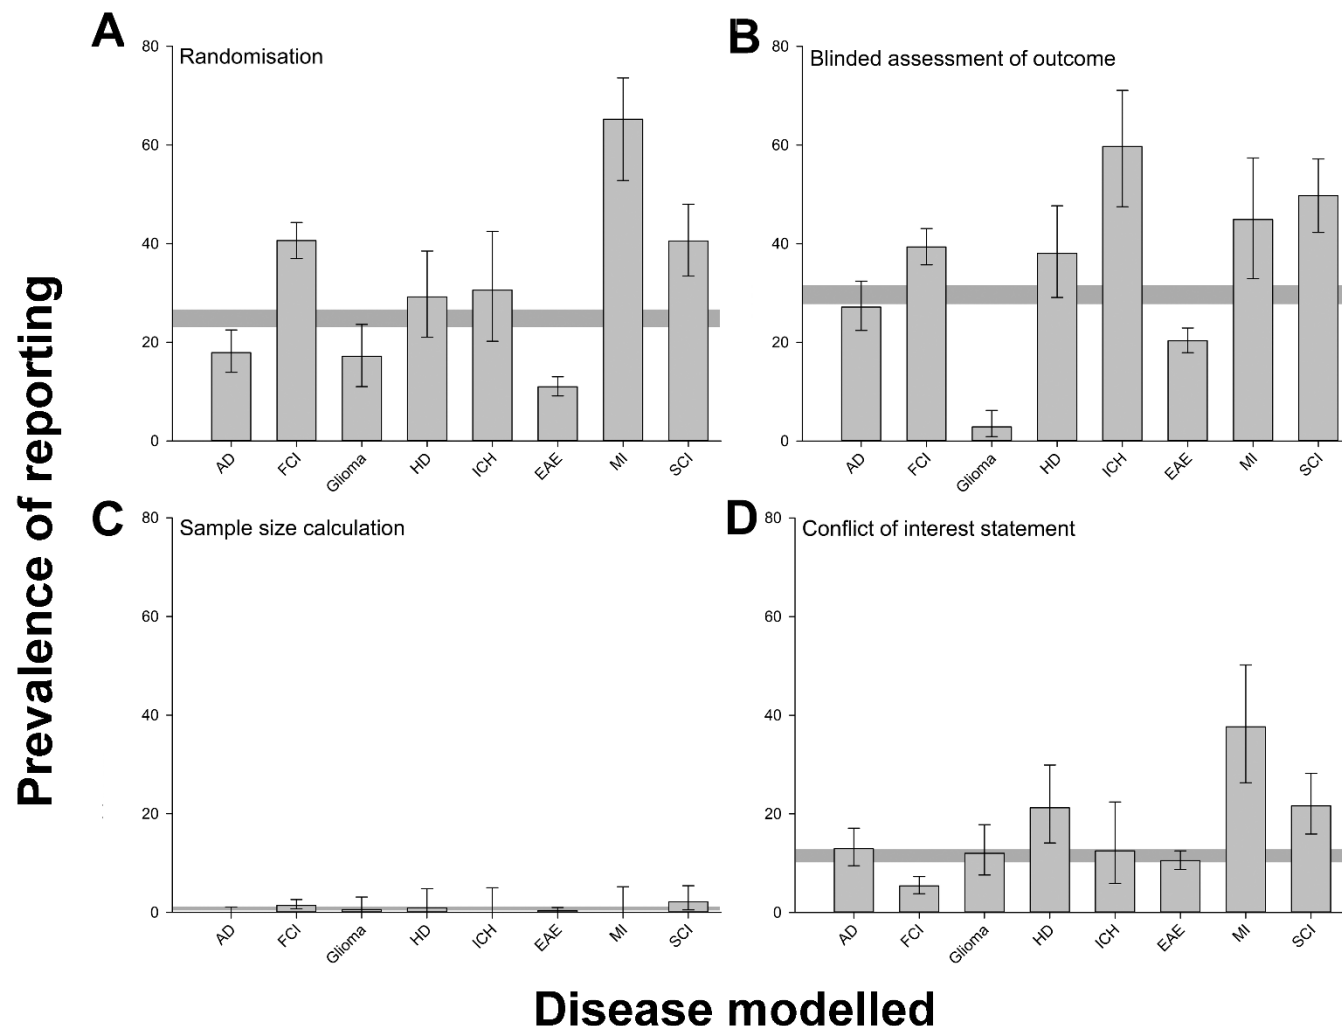 A
Randomisation
80
60
40
20
0
AD
FCI
Glioma
HD
ICH
EAE
MI
SCI
B
Blinded assessment of outcome
80
60
40
20
0
AD
FCI
Glioma
HD
ICH
EAE
MI
SCI
C
Sample size calculation
80
60
40
20
0
AD
FCI
Glioma
HD
ICH
EAE
MI
SCI
D
Conflict of interest statement
80
60
40
20
0
AD
FCI
Glioma
HD
ICH
EAE
MI
SCI
Prevalence of reporting
Disease modelled